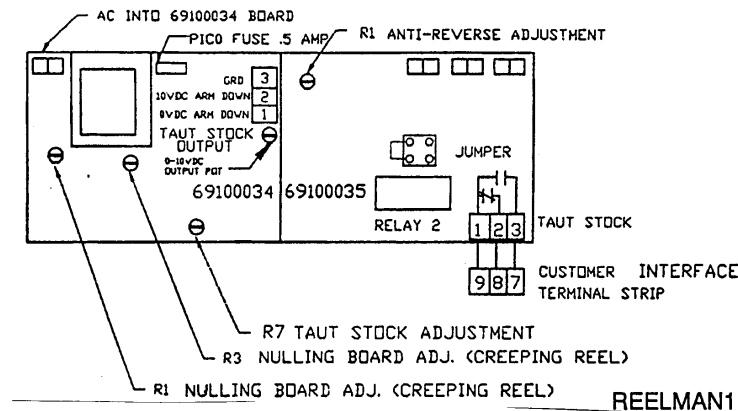 AC INTO 69100034 BOARD
PICO FUSE .5 AMP
R1 ANTI-REVERSE ADJUSTMENT
GRD 3
10VDC ARM DOWN 2
0VDC ARM DOWN 1
TAUT STOCK
OUTPUT
0-10VDC
OUTPUT POT
JUMPER
69100034
69100035
RELAY 2
1 2 3
TAUT STOCK
9 8 7
CUSTOMER INTERFACE
TERMINAL STRIP
R7 TAUT STOCK ADJUSTMENT
R3 NULLING BOARD ADJ. (CREEPING REEL)
R1 NULLING BOARD ADJ. (CREEPING REEL)
REELMAN1